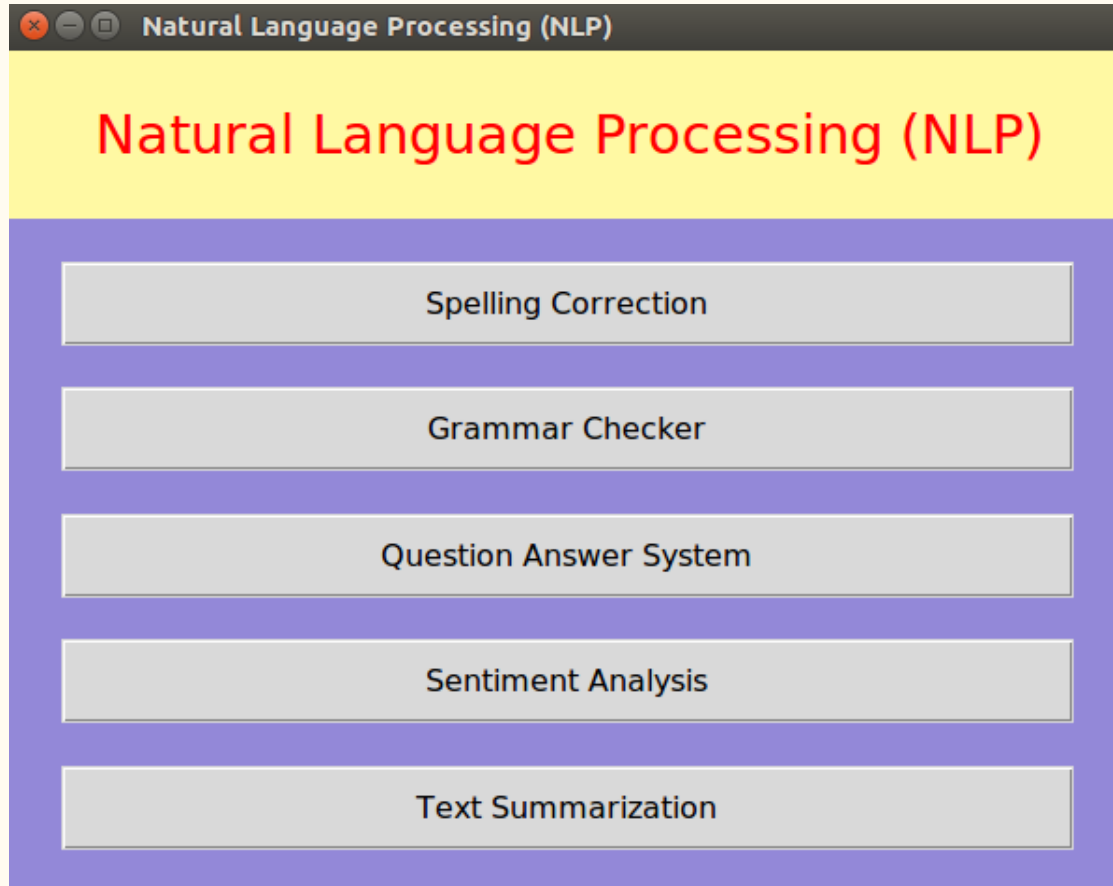 Natural Language Processing (NLP)
Natural Language Processing (NLP)
Spelling Correction
Grammar Checker
Question Answer System
Sentiment Analysis
Text Summarization